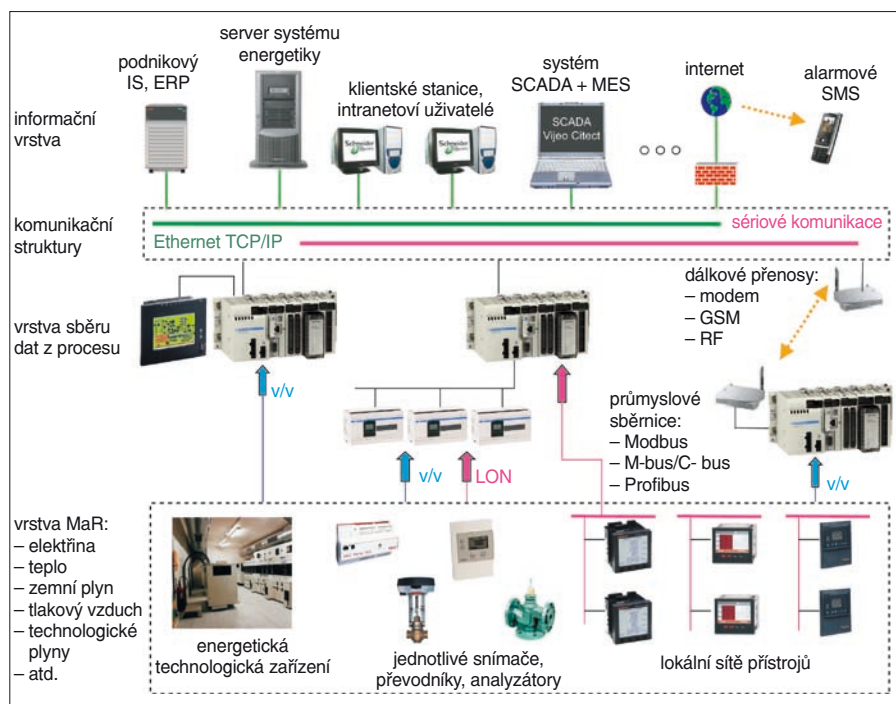 server systému
energetiky
podnikový
IS, ERP
klientské stanice,
intranetoví uživatelé
systém
SCADA + MES
internet
alarmové
SMS
informační
vrstva
SCADA
Vijeo Citect
Schneider
Schneider
komunikační
struktury
Ethernet TCP/IP
sériové komunikace
vrstva sběru
dat z procesu
dálkové přenosy:
– modem
– GSM
– RF
v/v
průmyslové
sběrnice:
– Modbus
– M-bus/C- bus
– Profibus
v/v
LON
v/v
vrstva MaR:
– elektřina
– teplo
– zemní plyn
– tlakový vzduch
– technologické
plyny
– atd.
energetická
technologická zařízení
jednotlivé snímače,
převodníky, analyzátory
lokální sítě přístrojů